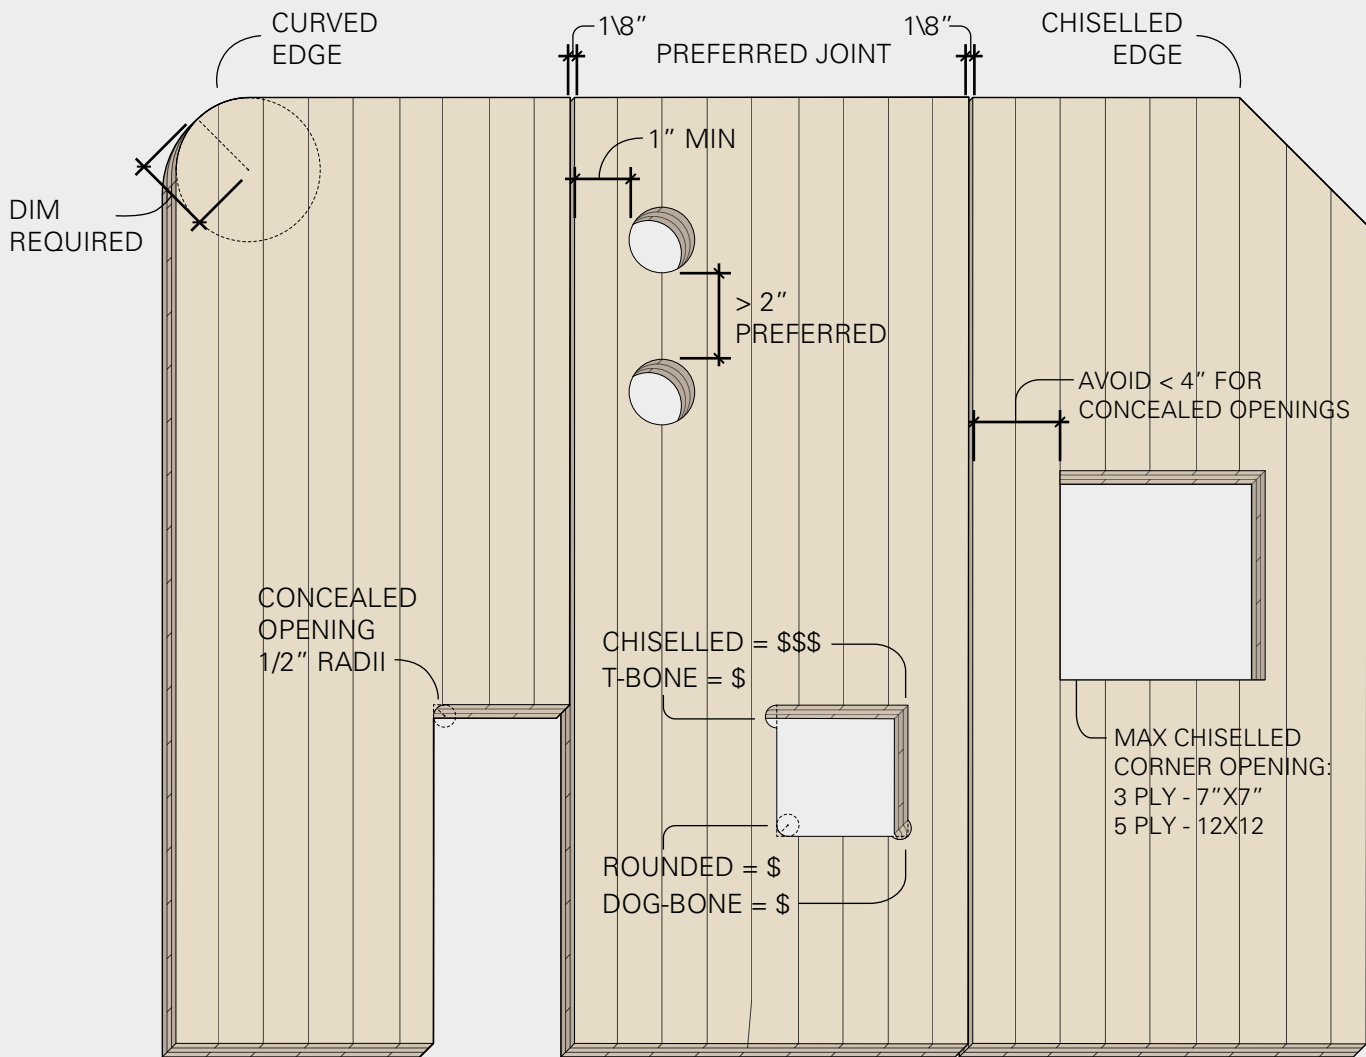 CURVED
EDGE
1\8”
PREFERRED JOINT
1\8”
CHISELLED
EDGE
1” MIN
DIM
REQUIRED
> 2”
PREFERRED
AVOID < 4” FOR
CONCEALED OPENINGS
CONCEALED
OPENING
1/2” RADII
CHISELLED = $$$
T-BONE = $
ROUNDED = $
DOG-BONE = $
MAX CHISELLED
CORNER OPENING:
3 PLY - 7”X7”
5 PLY - 12X12